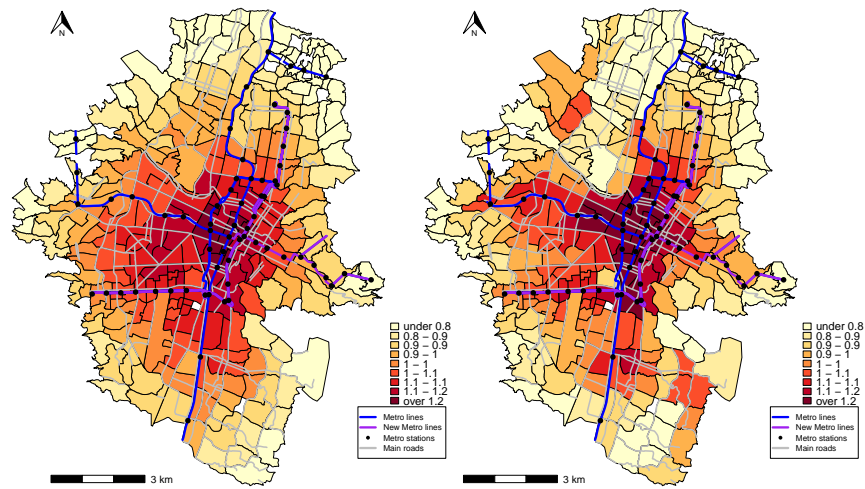 N
under 0.8
0.8 – 0.9
0.9 – 0.9
0.9 – 1
1 – 1
1 – 1.1
1.1 – 1.1
1.1 – 1.2
over 1.2
Metro lines
New Metro lines
Metro stations
Main roads
3 km
N
under 0.8
0.8 – 0.9
0.9 – 0.9
0.9 – 1
1 – 1
1 – 1.1
1.1 – 1.1
1.1 – 1.2
over 1.2
Metro lines
New Metro lines
Metro stations
Main roads
3 km